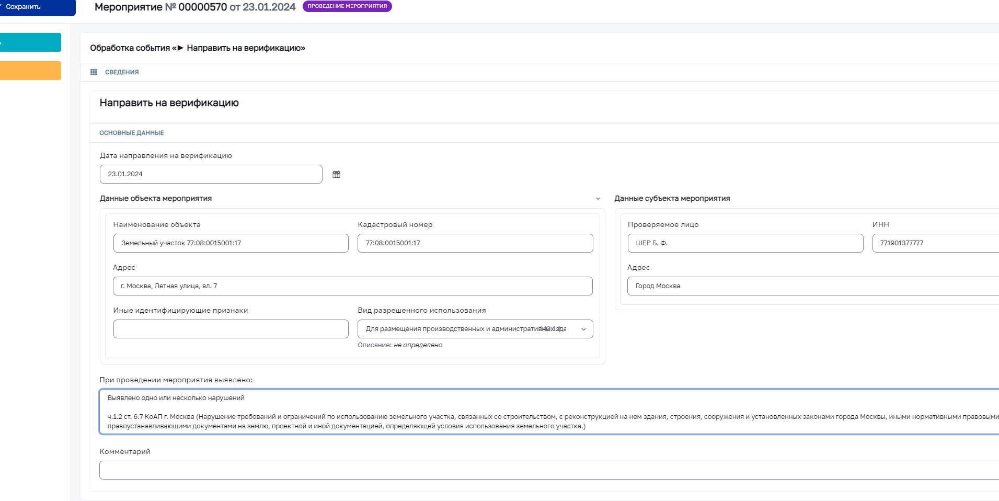 Сохранить
Мероприятие № 00000570 от 23.01.2024
ПРОВЕДЕНИЕ МЕРОПРИЯТИЯ
Обработка события «► Направить на верификацию»
СВЕДЕНИЯ
Направить на верификацию
ОСНОВНЫЕ ДАННЫЕ
Дата направления на верификацию
23.01.2024
Данные объекта мероприятия
Наименование объекта
Кадастровый номер
Земельный участок 77:08:0015001:17
77:08:0015001:17
Адрес
г. Москва, Летная улица, вл. 7
Иные идентифицирующие признаки
Вид разрешенного использования
Для размещения производственных и административных зда
Описание: не определено
Данные субъекта мероприятия
Проверяемое лицо
ИНН
ШЕР Б. Ф.
771901377777
Адрес
Город Москва
При проведении мероприятия выявлено:
Выявлено одно или несколько нарушений
ч.1.2 ст. 6.7 КоАП г. Москва (Нарушение требований и ограничений по использованию земельного участка, связанных со строительством, с реконструкцией на нем здания, строения, сооружения и установленных законами города Москвы, иными нормативными правовыми
правоустанавливающими документами на землю, проектной и иной документацией, определяющей условия использования земельного участка.)
Комментарий